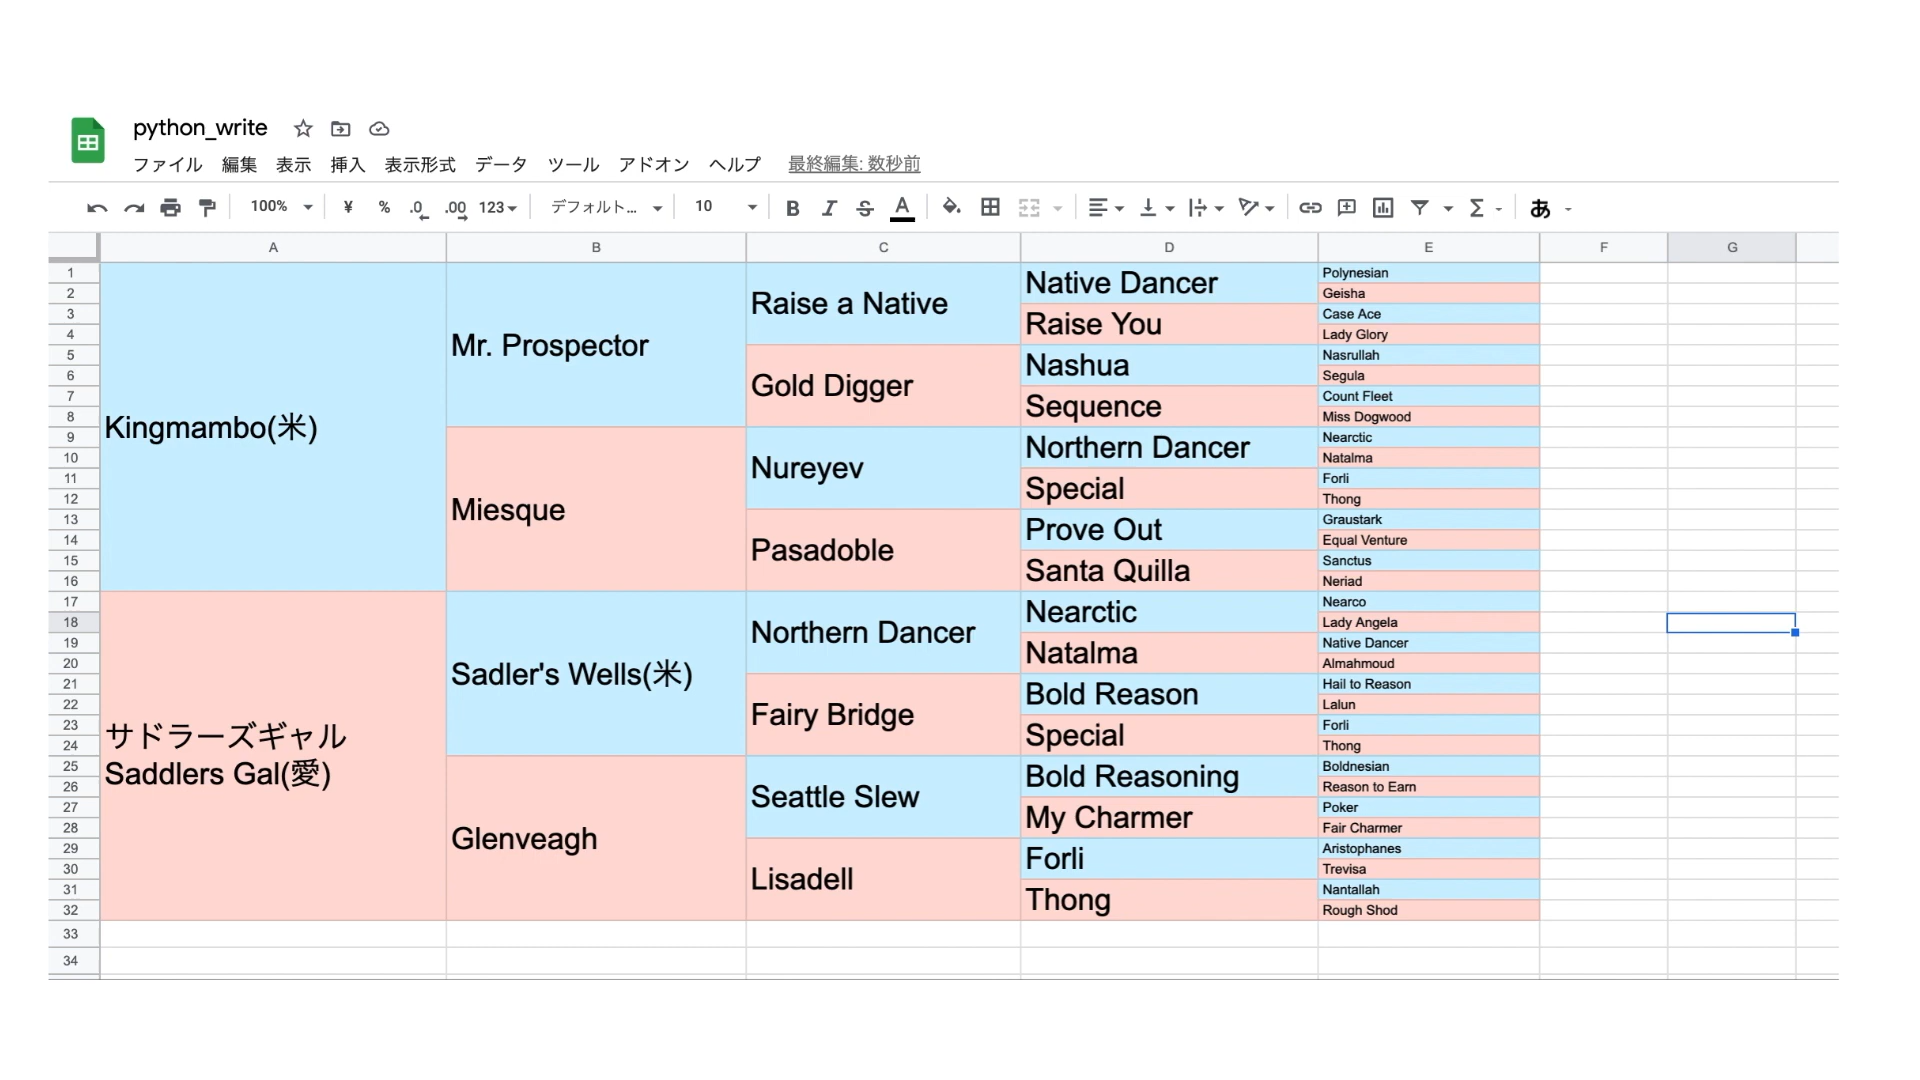 python_write
ファイル 編集 表示 挿入 表示形式 データ ツール アドオン ヘルプ 最終編集: 数秒前
100% ¥ % .0 .00 123 デフォルト... 10 B I S A Σ あ
A B C D E F G
1 Polynesian
Native Dancer
2 Geisha
Raise a Native
3 Case Ace
Raise You
4 Lady Glory
Mr. Prospector
5 Nasrullah
Nashua
6 Segula
Gold Digger
7 Count Fleet
Sequence
8 Miss Dogwood
Kingmambo(米)
9 Nearctic
Northern Dancer
10 Natalma
Nureyev
11 Forli
Special
12 Thong
Miesque
13 Graustark
Prove Out
14 Equal Venture
Pasadoble
15 Sanctus
Santa Quilla
16 Neriad
17 Nearco
Nearctic
18 Lady Angela
Northern Dancer
19 Native Dancer
Natalma
20 Almahmoud
Sadler's Wells(米)
21 Hail to Reason
Bold Reason
22 Lalun
Fairy Bridge
23 Forli
Special
24 Thong
サドラーズギャル
Saddlers Gal(愛)
25 Boldnesian
Bold Reasoning
26 Reason to Earn
Seattle Slew
27 Poker
My Charmer
28 Fair Charmer
Glenveagh
29 Aristophanes
Forli
30 Trevisa
Lisadell
31 Nantallah
Thong
32 Rough Shod
33
34